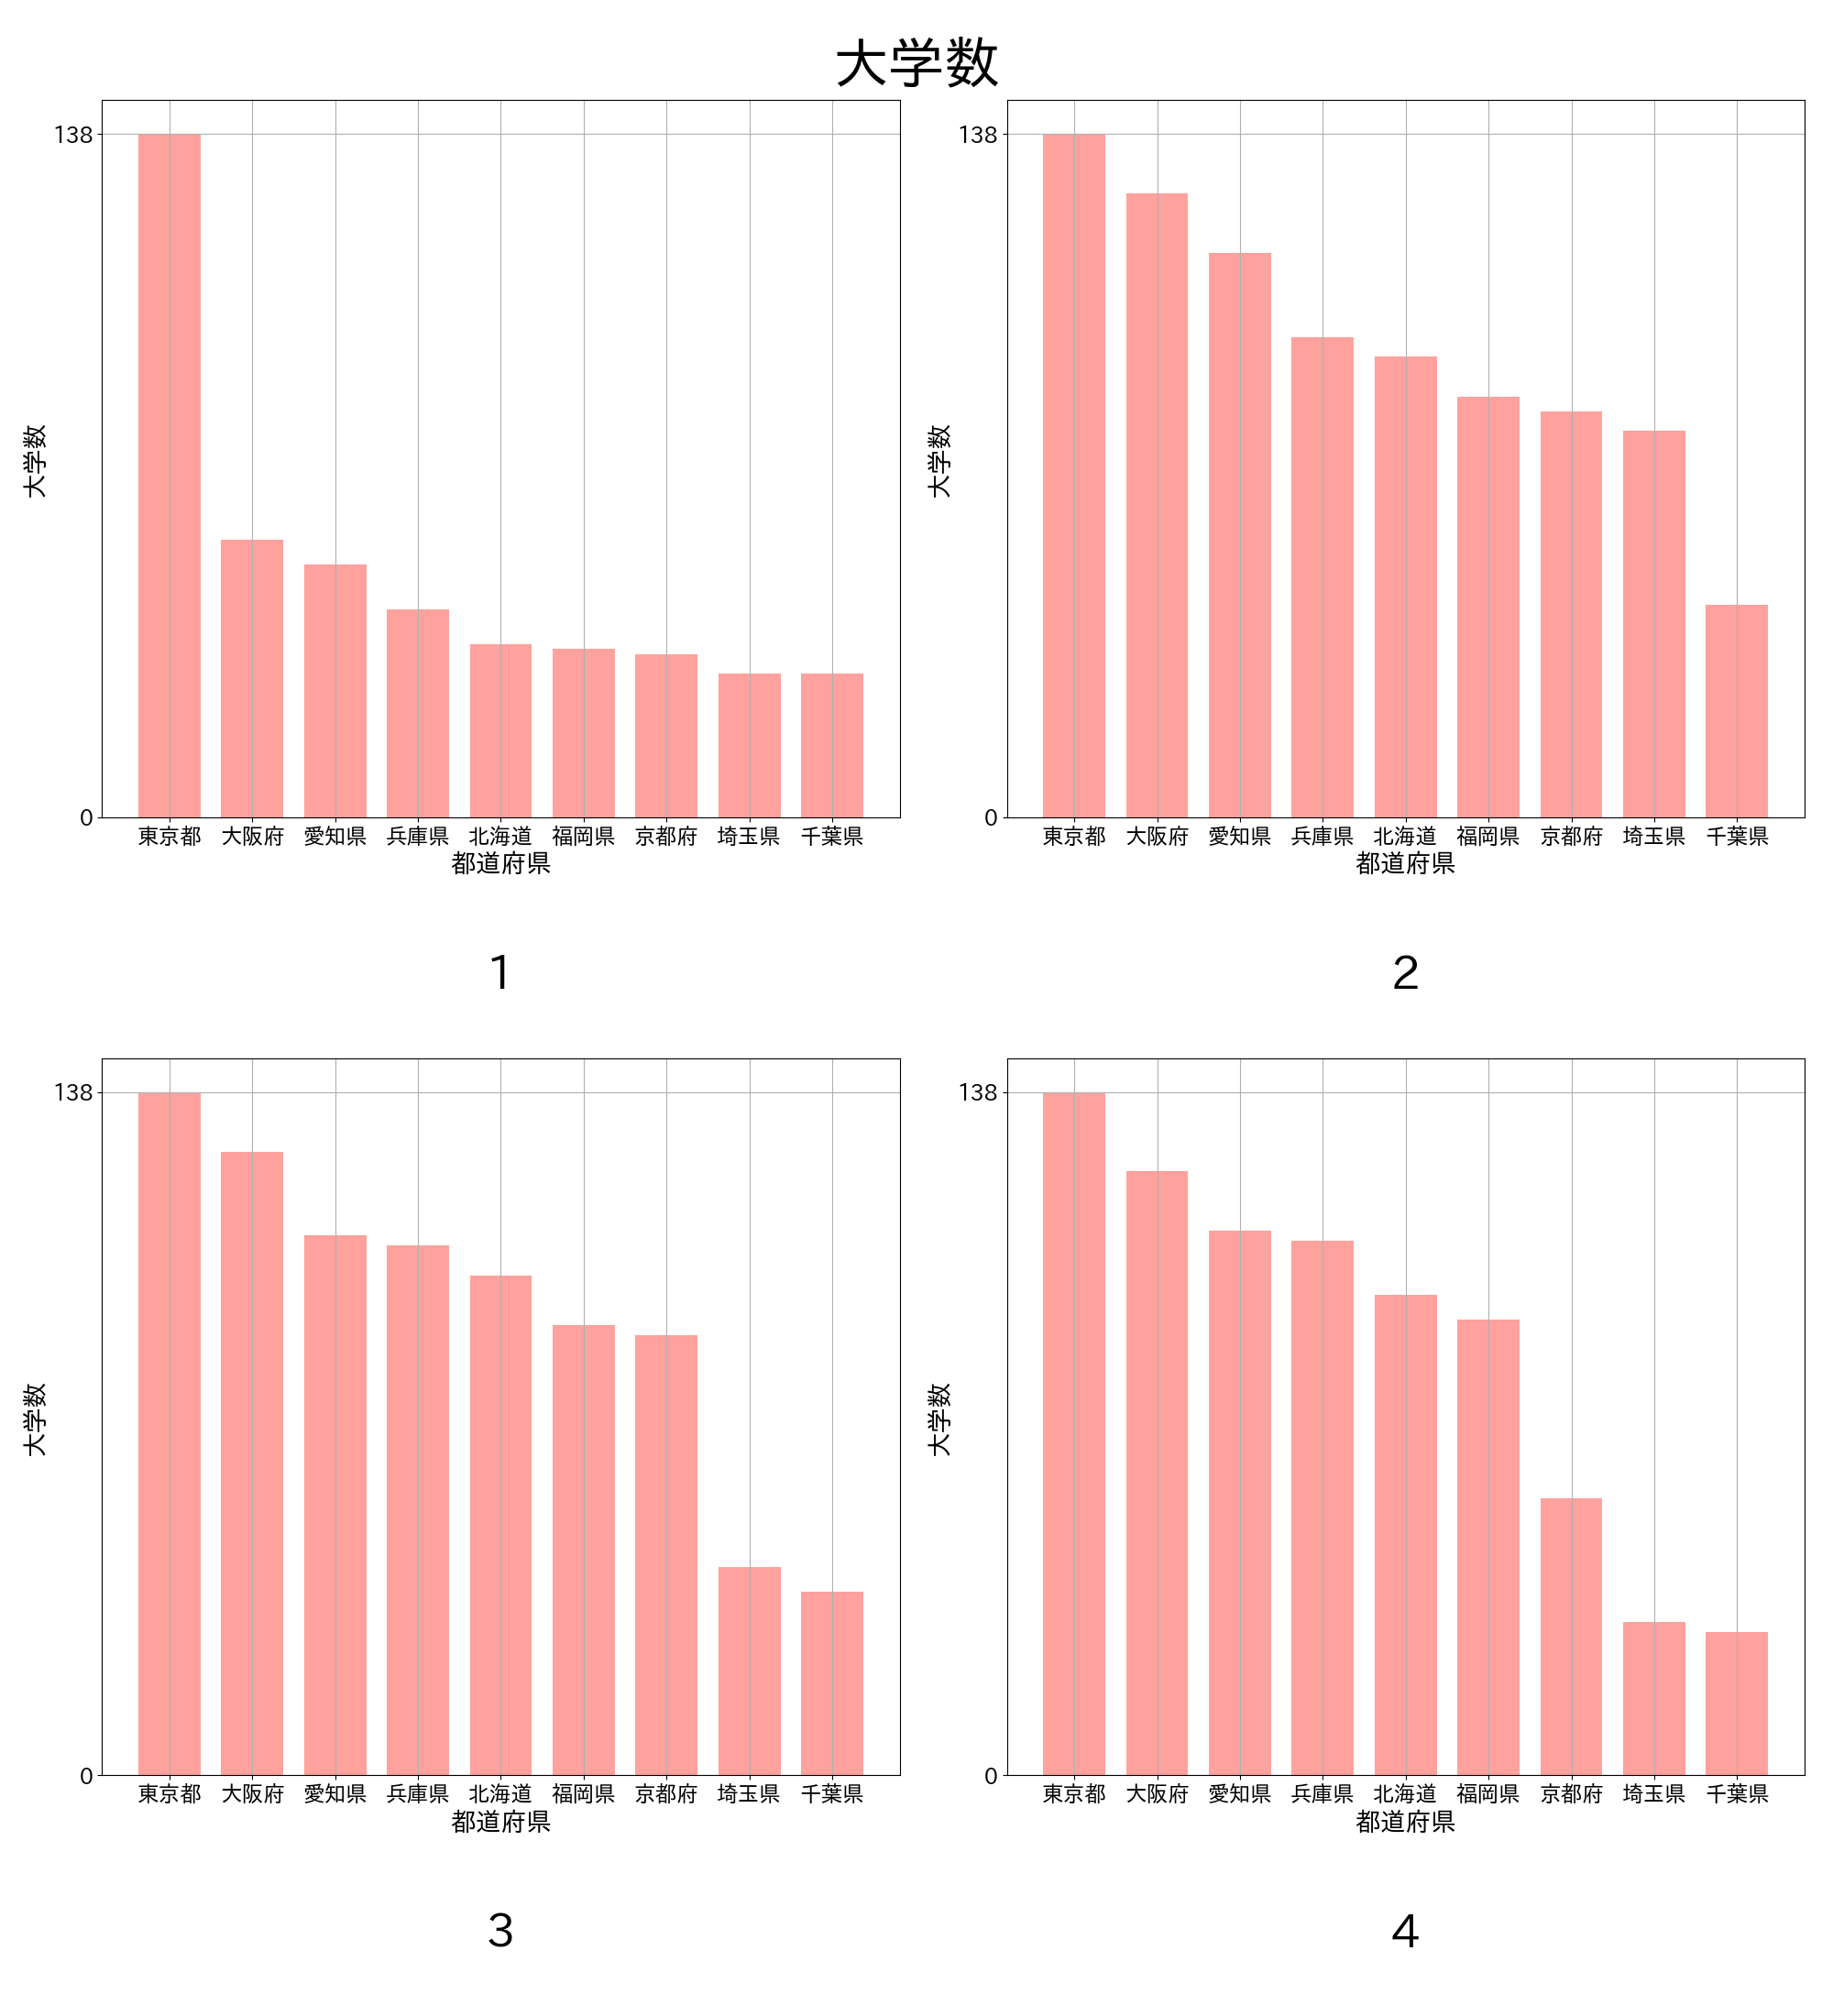 大学数
138
0
大学数
東京都 大阪府 愛知県 兵庫県 北海道 福岡県 京都府 埼玉県 千葉県
都道府県
1
138
0
大学数
東京都 大阪府 愛知県 兵庫県 北海道 福岡県 京都府 埼玉県 千葉県
都道府県
2
138
0
大学数
東京都 大阪府 愛知県 兵庫県 北海道 福岡県 京都府 埼玉県 千葉県
都道府県
3
138
0
大学数
東京都 大阪府 愛知県 兵庫県 北海道 福岡県 京都府 埼玉県 千葉県
都道府県
4